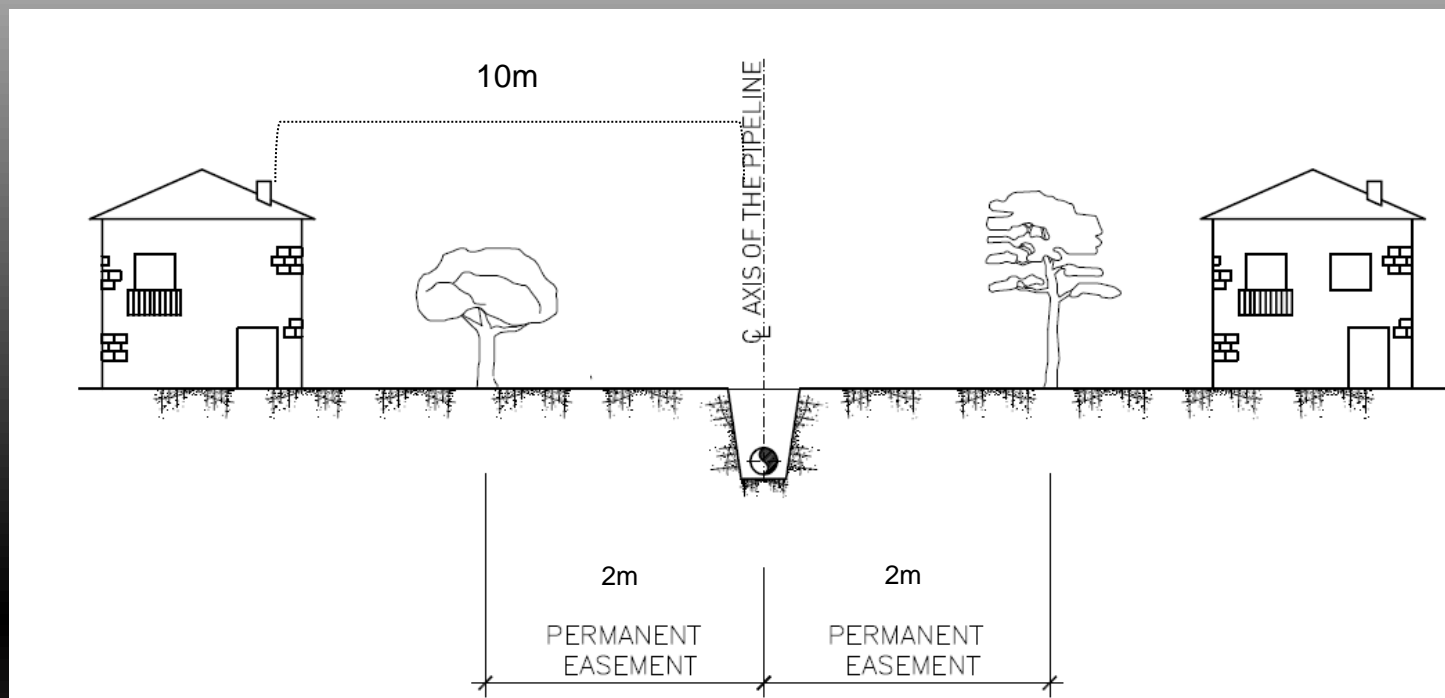 10m
℄ AXIS OF THE PIPELINE
2m
2m
PERMANENT
EASEMENT
PERMANENT
EASEMENT